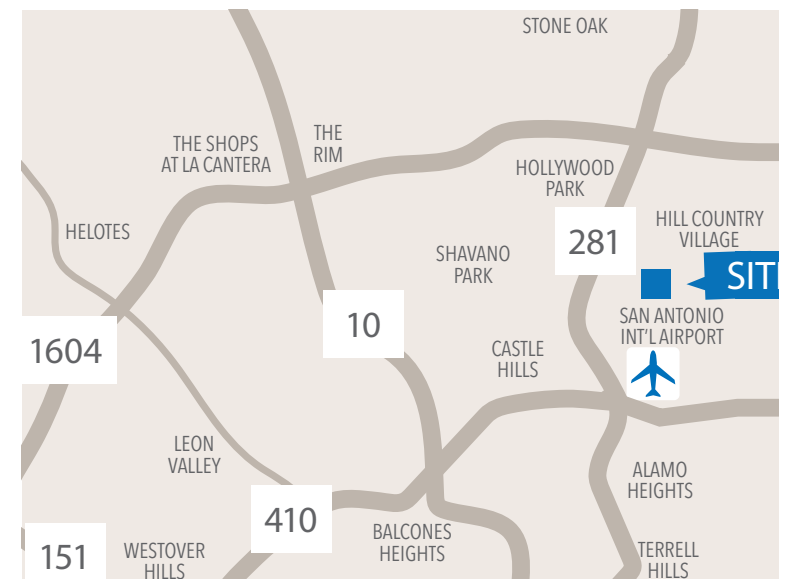 STONE OAK
THE SHOPS
AT LA CANTERA
THE
RIM
HOLLYWOOD
PARK
HELOTES
281
HILL COUNTRY
VILLAGE
SHAVANO
PARK
SIT
SAN ANTONIO
INT'L AIRPORT
10
1604
CASTLE
HILLS
LEON
VALLEY
ALAMO
HEIGHTS
410
BALCONES
HEIGHTS
151
WESTOVER
HILLS
TERRELL
HILLS